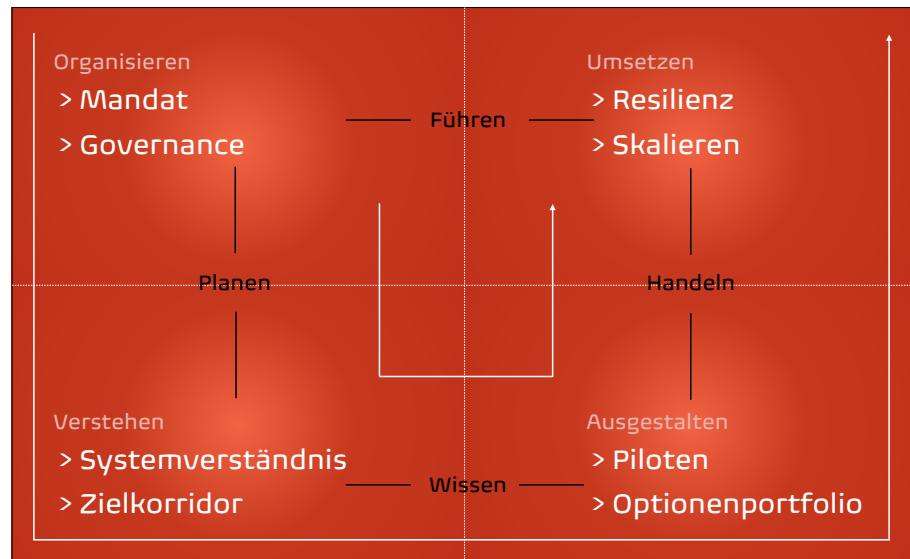 Organisieren
> Mandat
> Governance
Führen
Umsetzen
> Resilienz
> Skalieren
Planen
Handeln
Verstehen
> Systemverständnis
> Zielkorridor
Wissen
Ausgestalten
> Piloten
> Optionenportfolio